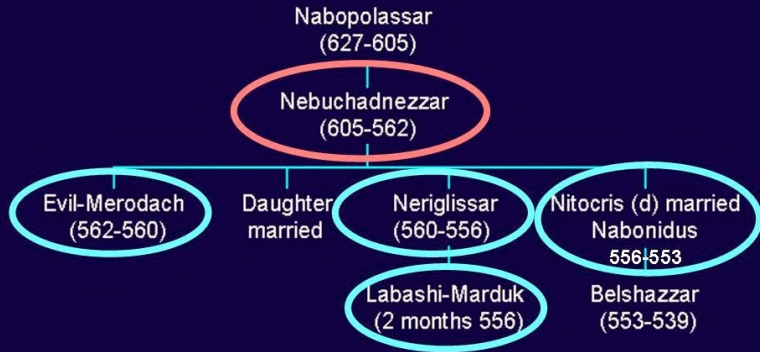 Nabopolassar
(627-605)
Nebuchadnezzar
(605-562)
Evil-Merodach
(562-560)
Daughter
married
Neriglissar
(560-556)
Nitocris (d) married
Nabonidus
556-553
Labashi-Marduk
(2 months 556)
Belshazzar
(553-539)